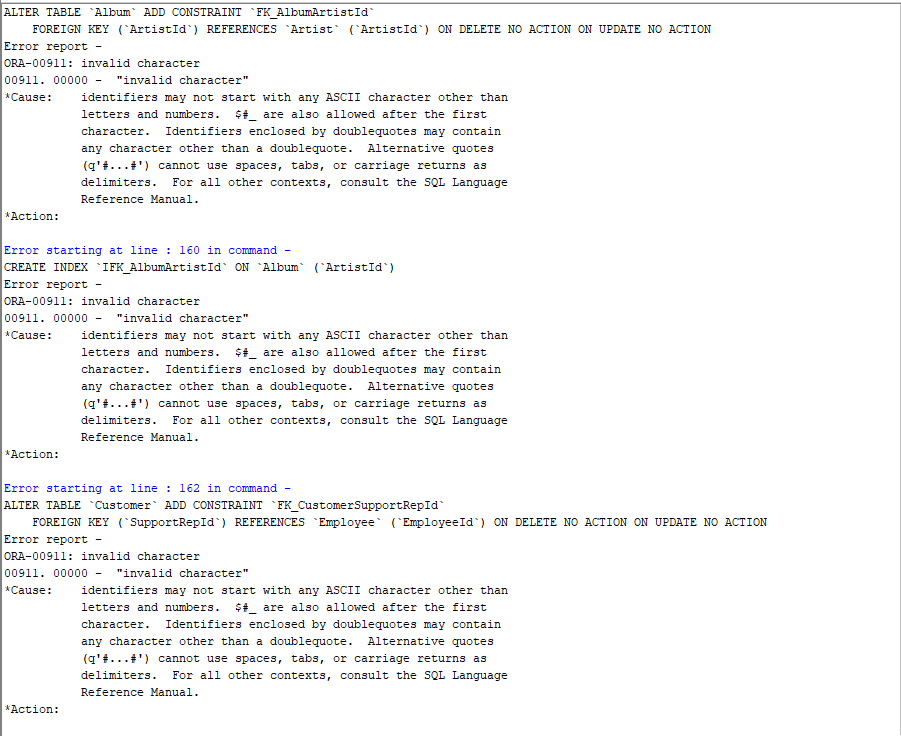 ALTER TABLE `Album` ADD CONSTRAINT `FK_AlbumArtistId`
    FOREIGN KEY (`ArtistId`) REFERENCES `Artist` (`ArtistId`) ON DELETE NO ACTION ON UPDATE NO ACTION
Error report -
ORA-00911: invalid character
00911. 00000 -  "invalid character"
*Cause:    identifiers may not start with any ASCII character other than
           letters and numbers.  $#_ are also allowed after the first
           character.  Identifiers enclosed by doublequotes may contain
           any character other than a doublequote.  Alternative quotes
           (q'#...#') cannot use spaces, tabs, or carriage returns as
           delimiters.  For all other contexts, consult the SQL Language
           Reference Manual.
*Action:

Error starting at line : 160 in command -
CREATE INDEX `IFK_AlbumArtistId` ON `Album` (`ArtistId`)
Error report -
ORA-00911: invalid character
00911. 00000 -  "invalid character"
*Cause:    identifiers may not start with any ASCII character other than
           letters and numbers.  $#_ are also allowed after the first
           character.  Identifiers enclosed by doublequotes may contain
           any character other than a doublequote.  Alternative quotes
           (q'#...#') cannot use spaces, tabs, or carriage returns as
           delimiters.  For all other contexts, consult the SQL Language
           Reference Manual.
*Action:

Error starting at line : 162 in command -
ALTER TABLE `Customer` ADD CONSTRAINT `FK_CustomerSupportRepId`
    FOREIGN KEY (`SupportRepId`) REFERENCES `Employee` (`EmployeeId`) ON DELETE NO ACTION ON UPDATE NO ACTION
Error report -
ORA-00911: invalid character
00911. 00000 -  "invalid character"
*Cause:    identifiers may not start with any ASCII character other than
           letters and numbers.  $#_ are also allowed after the first
           character.  Identifiers enclosed by doublequotes may contain
           any character other than a doublequote.  Alternative quotes
           (q'#...#') cannot use spaces, tabs, or carriage returns as
           delimiters.  For all other contexts, consult the SQL Language
           Reference Manual.
*Action: